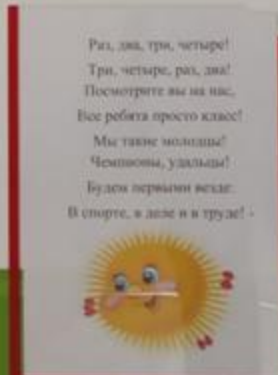 Раз, два, три, четыре!
Три, четыре, раз, два!
Посмотрите вы на нас,
Все ребята просто класс!
Мы такие молодцы!
Чемпионы, удальцы!
Будем первыми везде:
В спорте, в деле и в труде! -